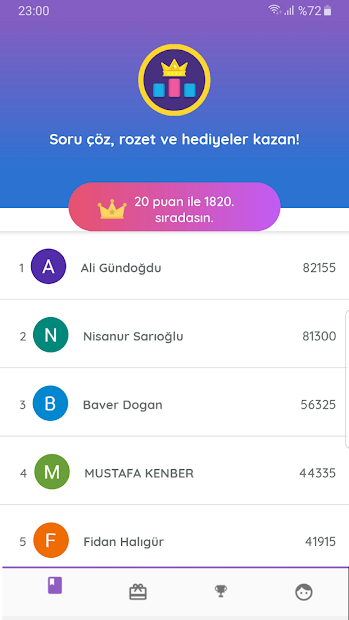 23:00 %72
Soru çöz, rozet ve hediyeler kazan!
20 puan ile 1820.
sıradasın.
1 A Ali Gündoğdu 82155
2 N Nisanur Sarıoğlu 81300
3 B Baver Dogan 56325
4 M MUSTAFA KENBER 44335
5 F Fidan Halıgür 41915